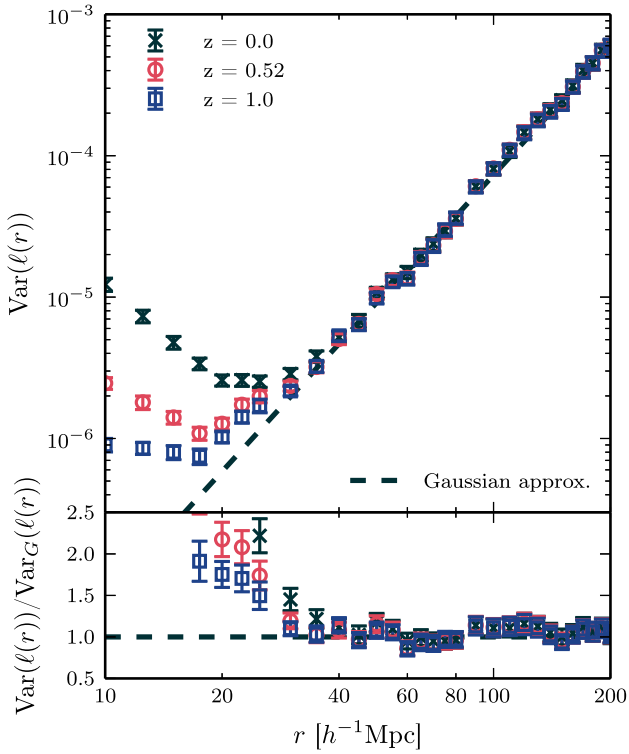 10⁻³
z = 0.0
z = 0.52
z = 1.0
10⁻⁴
Var(ℓ(r))
10⁻⁵
10⁻⁶
Gaussian approx.
Var(ℓ(r))/Var_G(ℓ(r))
2.5
2.0
1.5
1.0
0.5
10 20 40 60 80 100 200
r [h⁻¹Mpc]